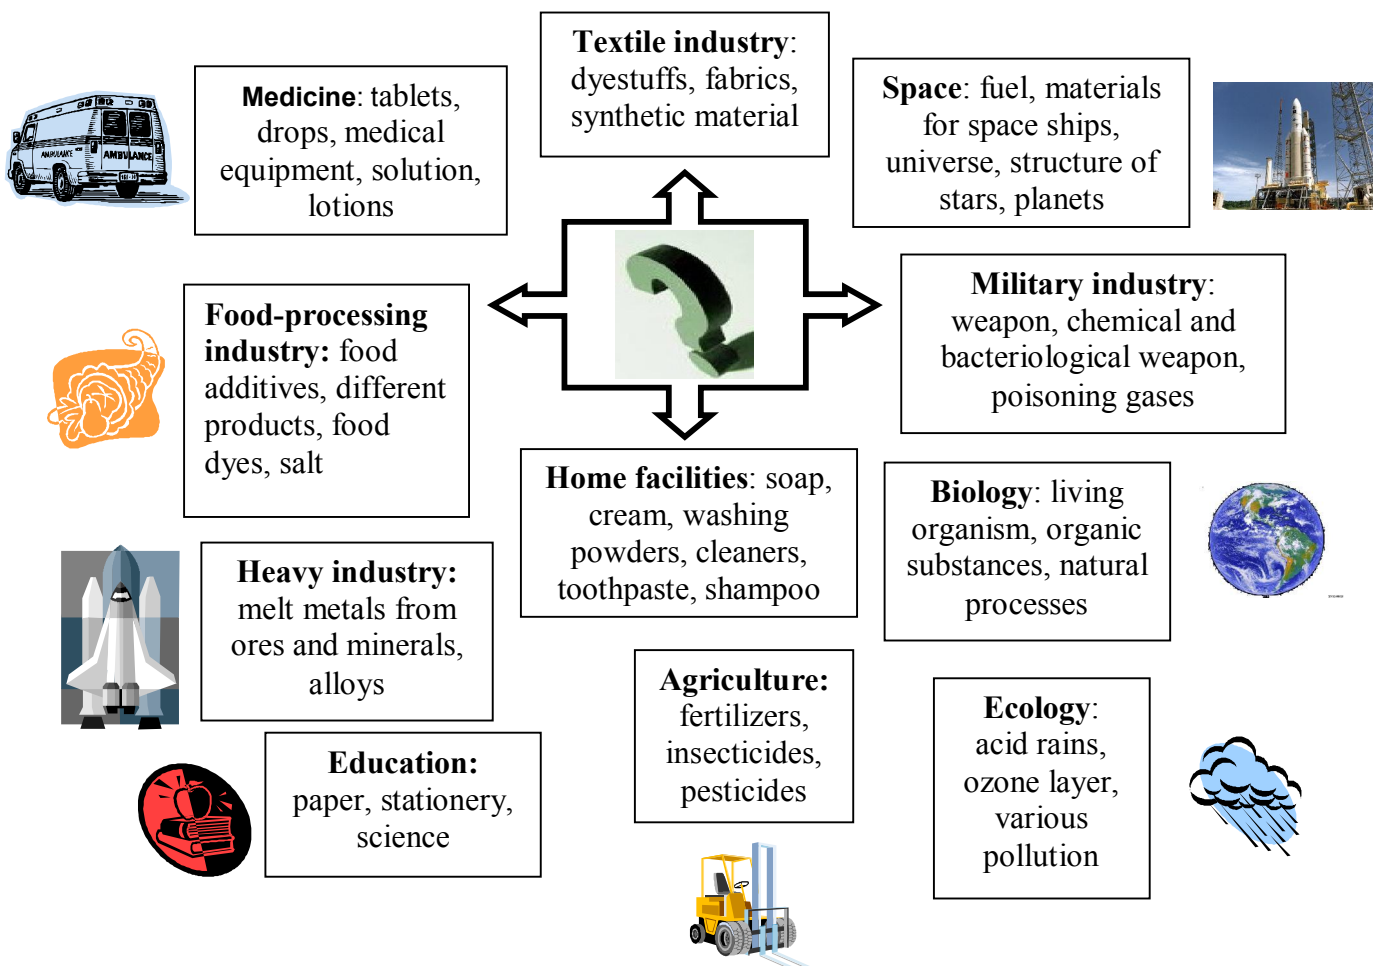 Textile industry:
dyestuffs, fabrics,
synthetic material
Medicine: tablets,
drops, medical
equipment, solution,
lotions
Space: fuel, materials
for space ships,
universe, structure of
stars, planets
AMBULANCE
AMBULANCE
Food-processing
industry: food
additives, different
products, food
dyes, salt
Military industry:
weapon, chemical and
bacteriological weapon,
poisoning gases
Home facilities: soap,
cream, washing
powders, cleaners,
toothpaste, shampoo
Biology: living
organism, organic
substances, natural
processes
Heavy industry:
melt metals from
ores and minerals,
alloys
Agriculture:
fertilizers,
insecticides,
pesticides
Ecology:
acid rains,
ozone layer,
various
pollution
Education:
paper, stationery,
science